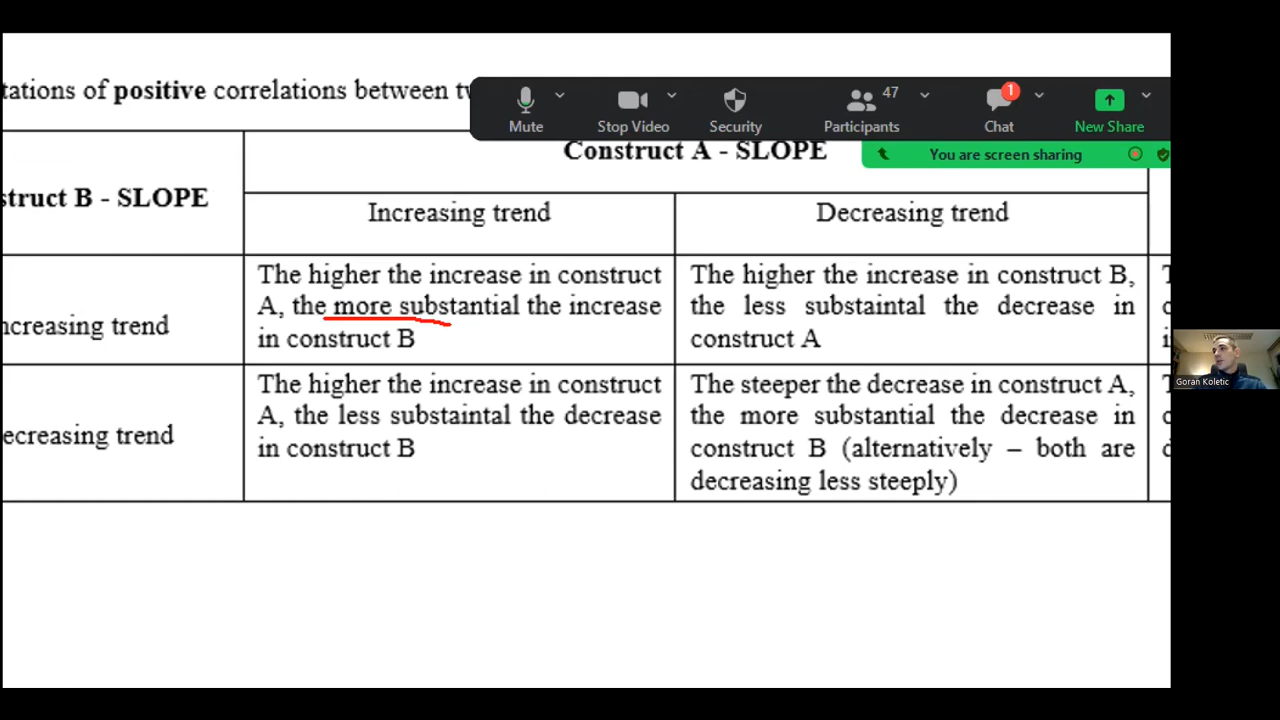 tations of positive correlations between tw
47
1
Mute
Stop Video
Security
Participants
Chat
New Share
You are screen sharing
Construct A - SLOPE
struct B - SLOPE
Increasing trend
Decreasing trend
ncreasing trend
The higher the increase in construct
A, the more substantial the increase
in construct B
The higher the increase in construct B,
the less substaintal the decrease in
construct A
ecreasing trend
The higher the increase in construct
A, the less substaintal the decrease
in construct B
The steeper the decrease in construct A,
the more substantial the decrease in
construct B (alternatively – both are
decreasing less steeply)
Goran Koletic